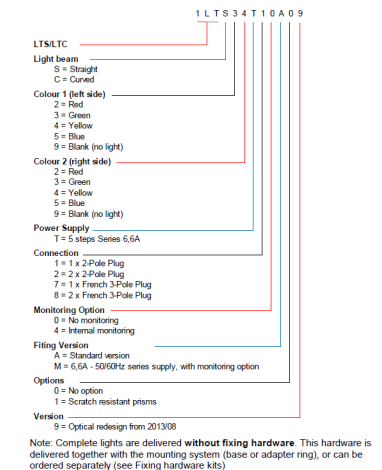 1 L T S 3 4 T 1 0 A 0 9
LTS/LTC
Light beam
S = Straight
C = Curved
Colour 1 (left side)
2 = Red
3 = Green
4 = Yellow
5 = Blue
9 = Blank (no light)
Colour 2 (right side)
2 = Red
3 = Green
4 = Yellow
5 = Blue
9 = Blank (no light)
Power Supply
T = 5 steps Series 6,6A
Connection
1 = 1 x 2-Pole Plug
2 = 2 x 2-Pole Plug
7 = 1 x French 3-Pole Plug
8 = 2 x French 3-Pole Plug
Monitoring Option
0 = No monitoring
4 = Internal monitoring
Fiting Version
A = Standard version
M = 6,6A - 50/60Hz series supply, with monitoring option
Options
0 = No option
1 = Scratch resistant prisms
Version
9 = Optical redesign from 2013/08
Note: Complete lights are delivered without fixing hardware. This hardware is
delivered together with the mounting system (base or adapter ring), or can be
ordered separately (see Fixing hardware kits)